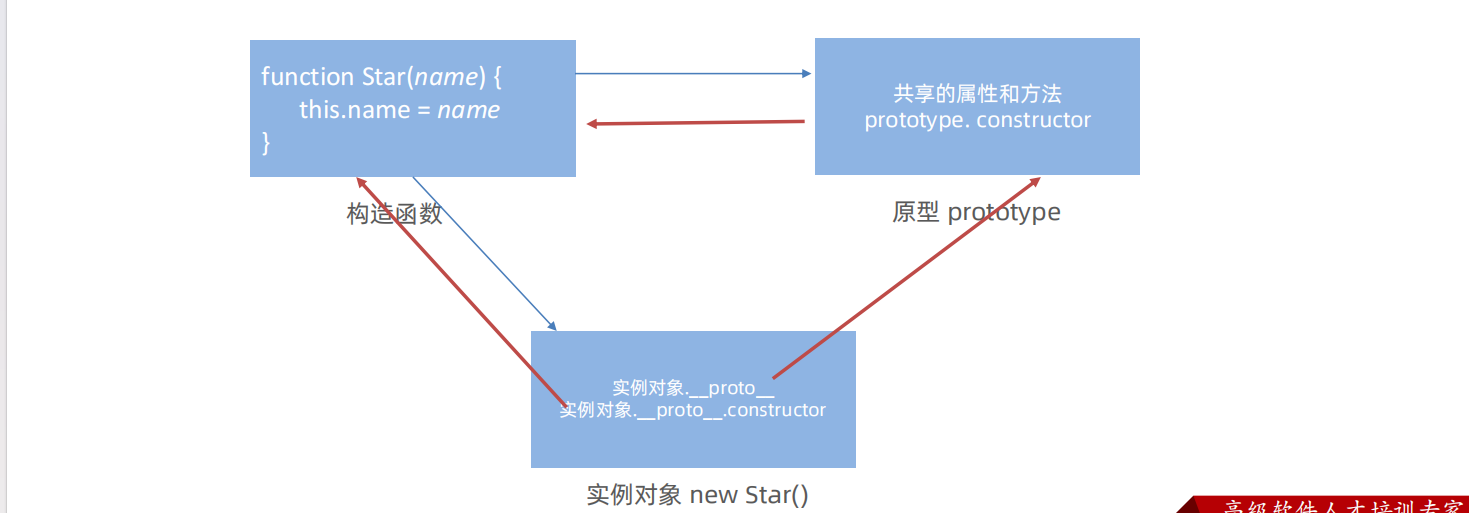 function Star(name) {
this.name = name
}
共享的属性和方法
prototype. constructor
构造函数
原型 prototype
实例对象.__proto__
实例对象.__proto__.constructor
实例对象 new Star()
高级软件人才培训专家